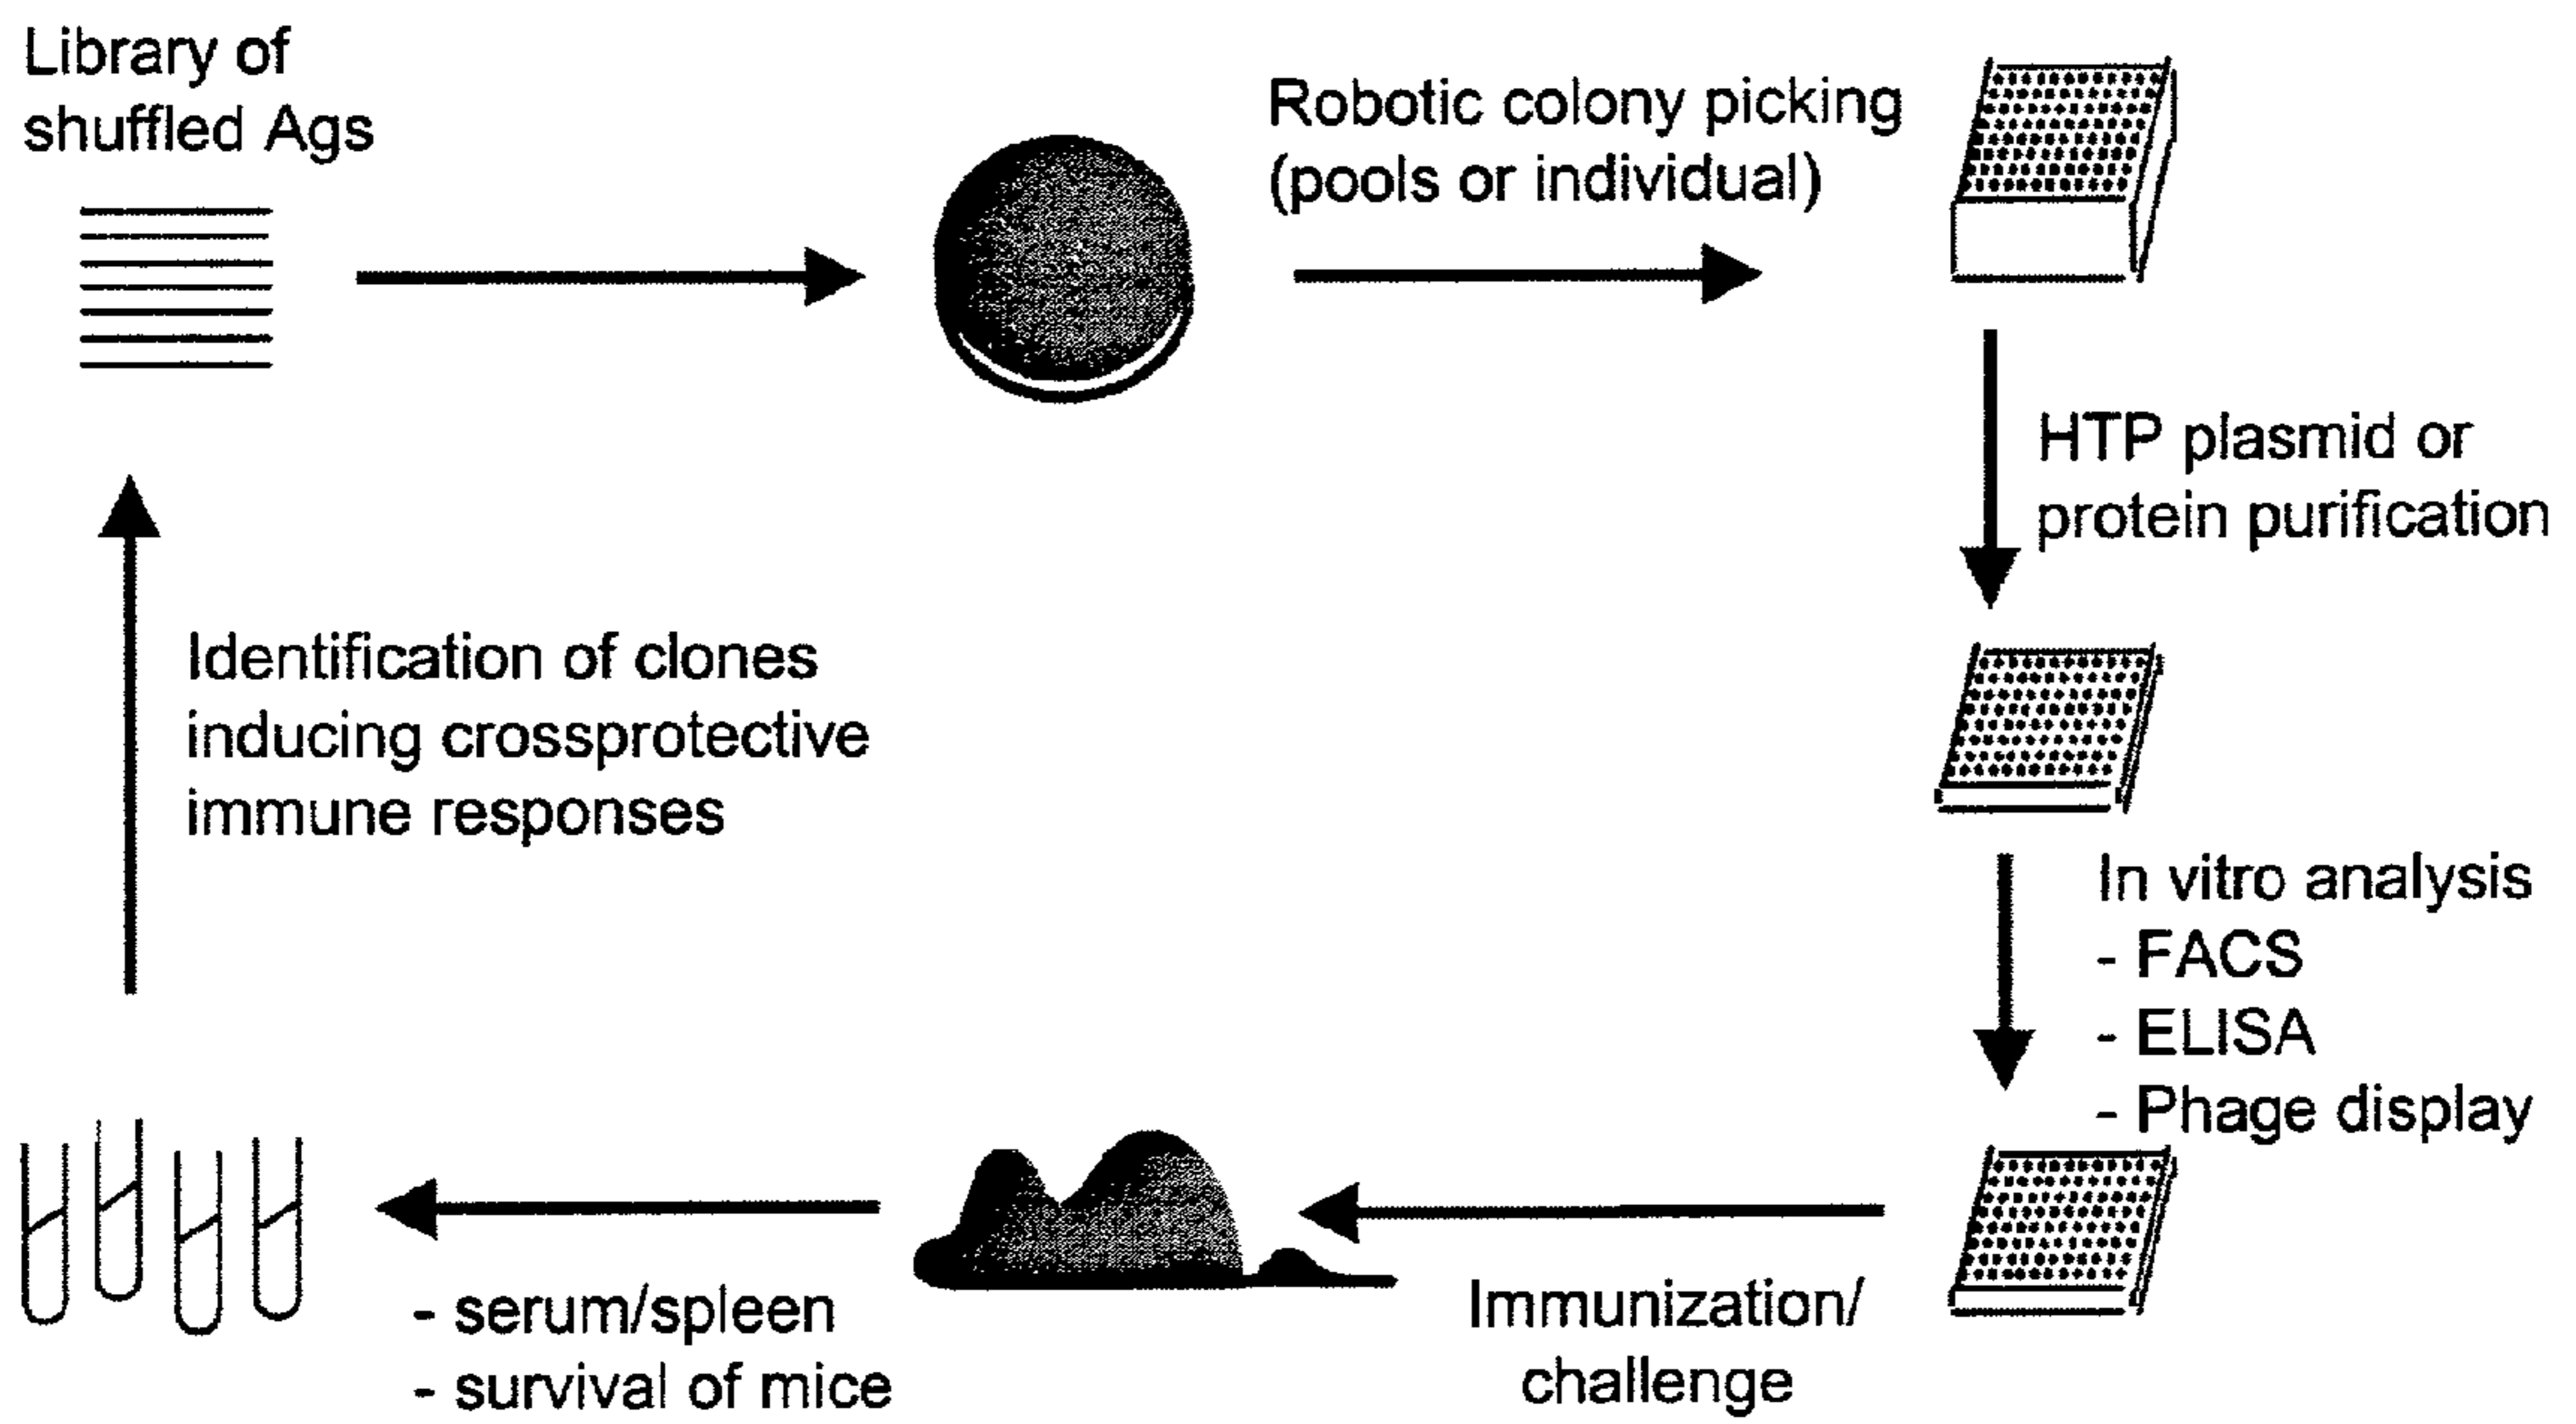 Library of
shuffled Ags
Robotic colony picking
(pools or individual)
HTP plasmid or
protein purification
In vitro analysis
- FACS
- ELISA
- Phage display
Immunization/
challenge
- serum/spleen
- survival of mice
Identification of clones
inducing crossprotective
immune responses